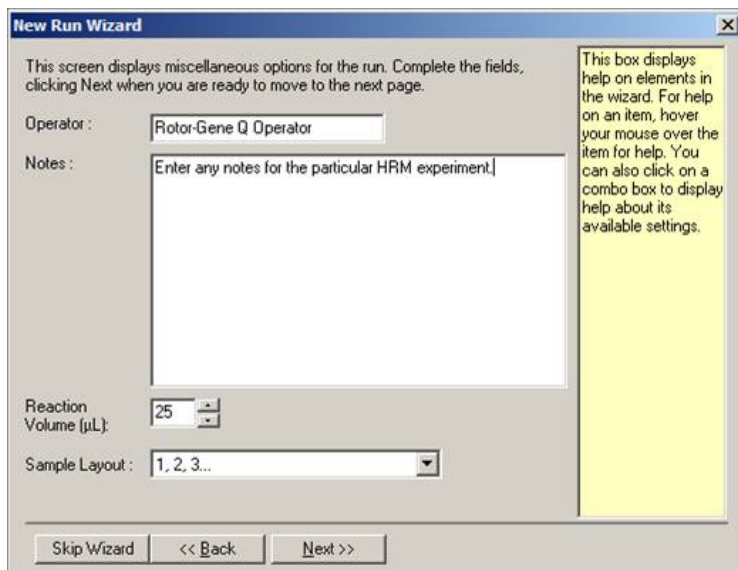 New Run Wizard
This screen displays miscellaneous options for the run. Complete the fields,
clicking Next when you are ready to move to the next page.
Operator :
Rotor-Gene Q Operator
Notes :
Enter any notes for the particular HRM experiment.
Reaction
Volume (µL):
25
Sample Layout :
1, 2, 3...
This box displays
help on elements in
the wizard. For help
on an item, hover
your mouse over the
item for help. You
can also click on a
combo box to display
help about its
available settings.
Skip Wizard
<< Back
Next >>